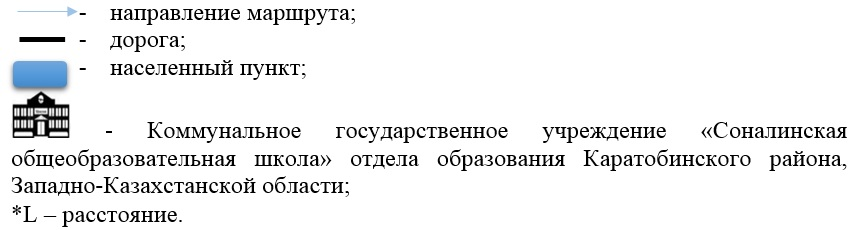 - направление маршрута;
- дорога;
- населенный пункт;
- Коммунальное государственное учреждение «Соналинская
общеобразовательная школа» отдела образования Каратобинского района,
Западно-Казахстанской области;
*L – расстояние.